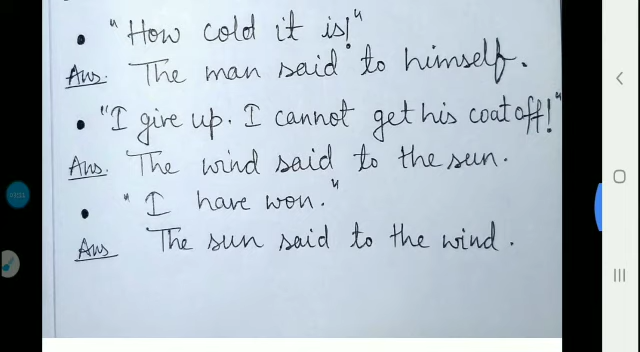 • "How cold it is!"
Ans. The man said to himself.
• "I give up. I cannot get his coat off!"
Ans. The wind said to the sun.
• "I have won."
Ans The sun said to the wind.